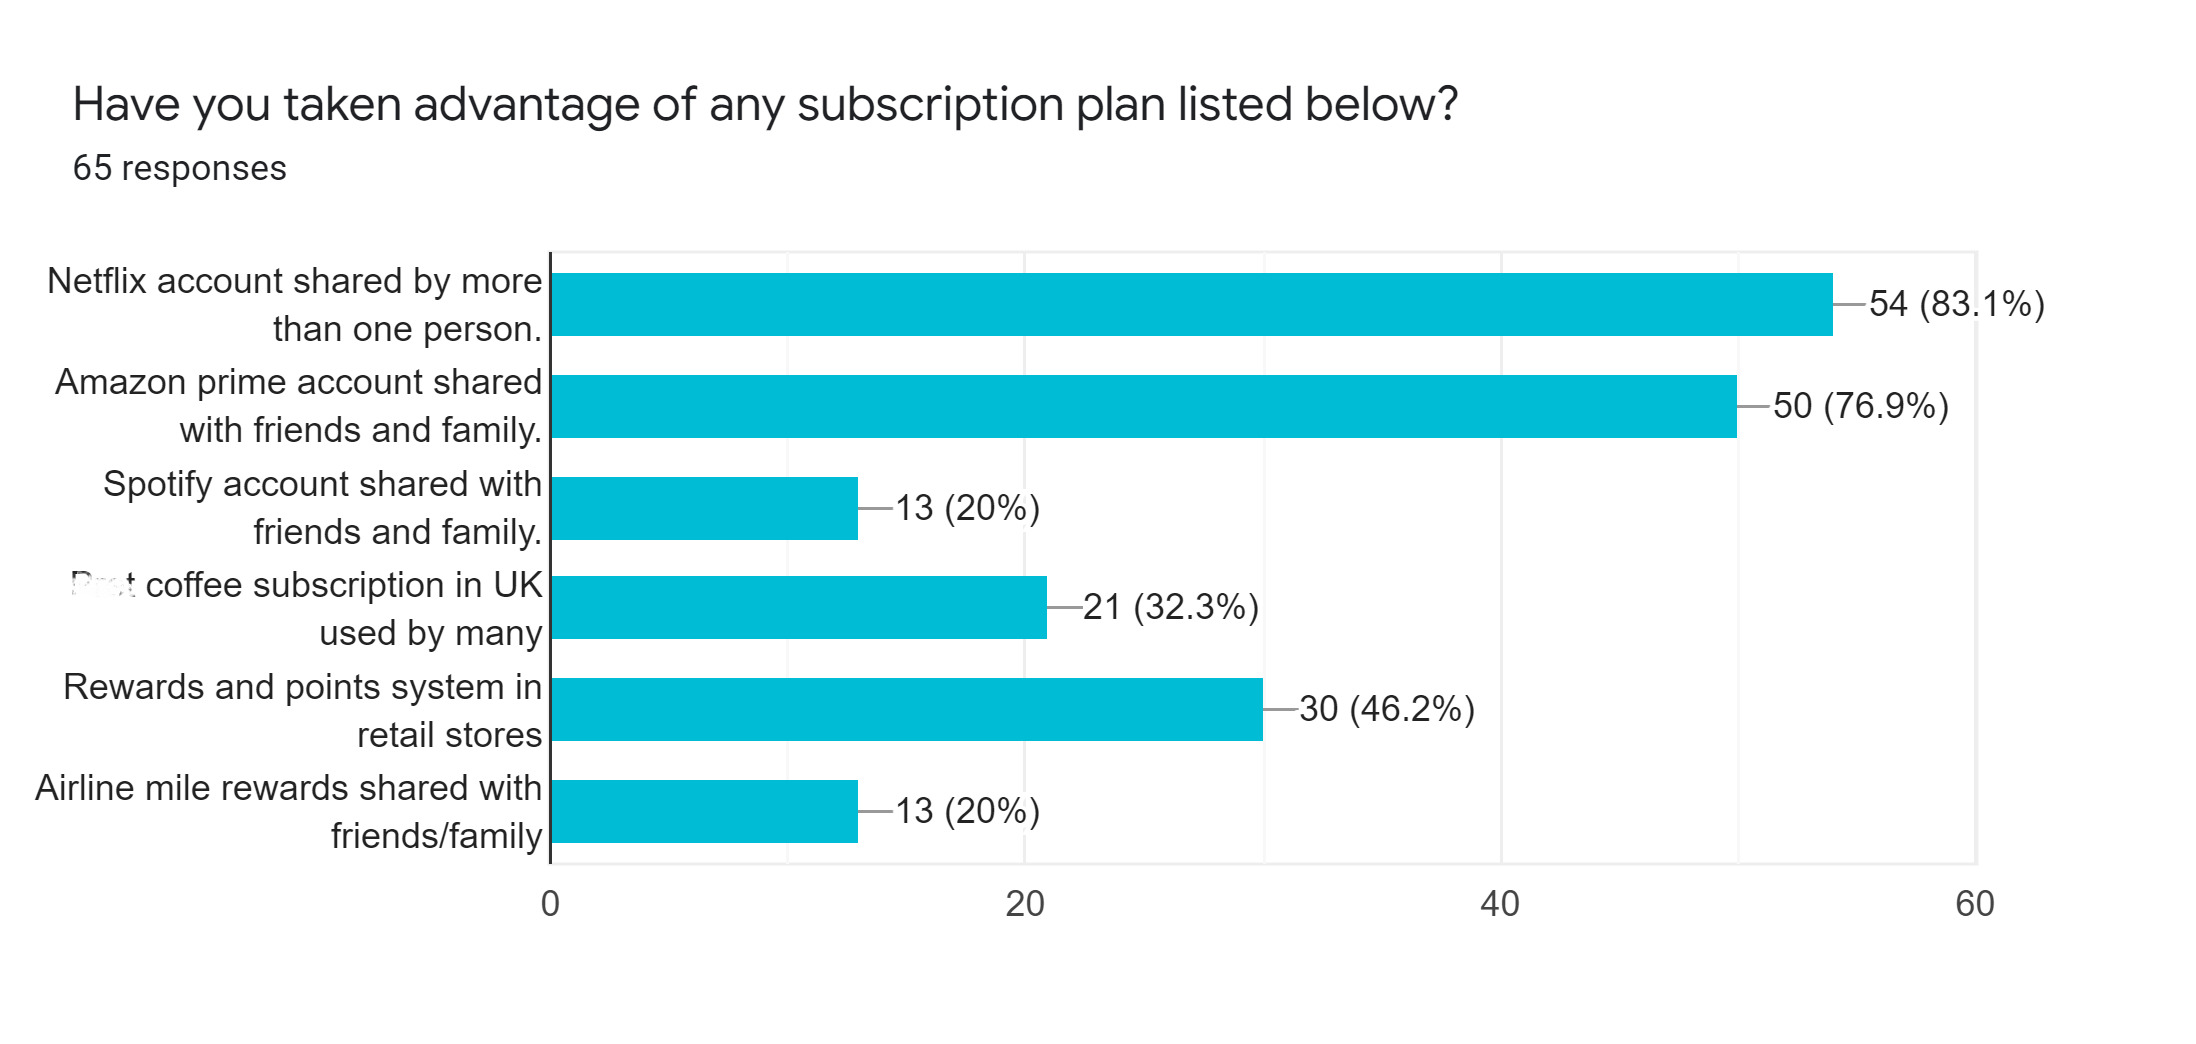 Have you taken advantage of any subscription plan listed below?
65 responses
Netflix account shared by more
than one person.
54 (83.1%)
Amazon prime account shared
with friends and family.
50 (76.9%)
Spotify account shared with
friends and family.
13 (20%)
coffee subscription in UK
used by many
21 (32.3%)
Rewards and points system in
retail stores
30 (46.2%)
Airline mile rewards shared with
friends/family
13 (20%)
0 20 40 60